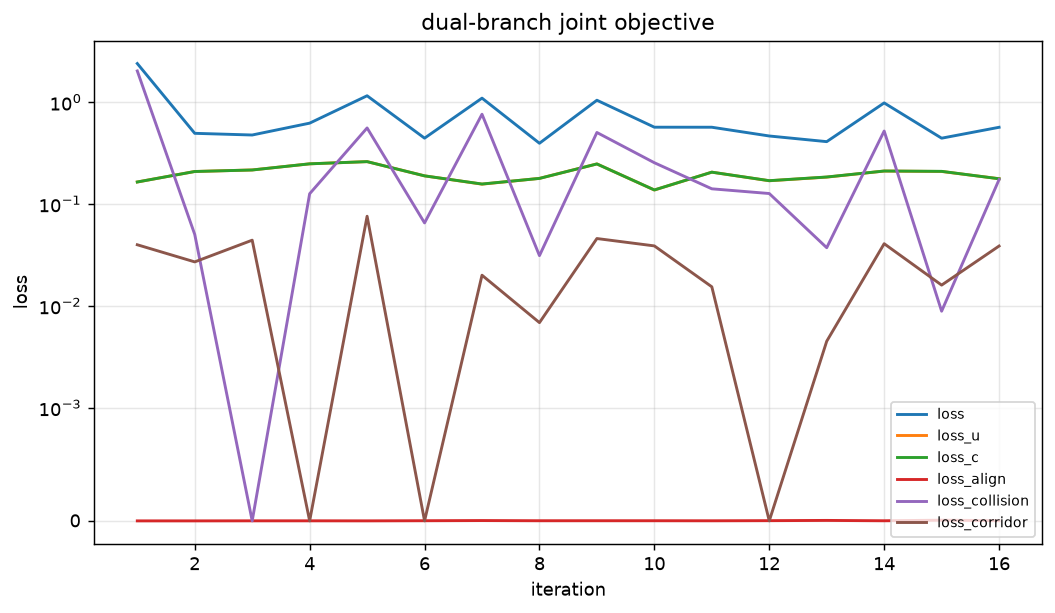 dual-branch joint objective
loss
10⁰
10⁻¹
10⁻²
10⁻³
0
2 4 6 8 10 12 14 16
iteration
loss
loss_u
loss_c
loss_align
loss_collision
loss_corridor